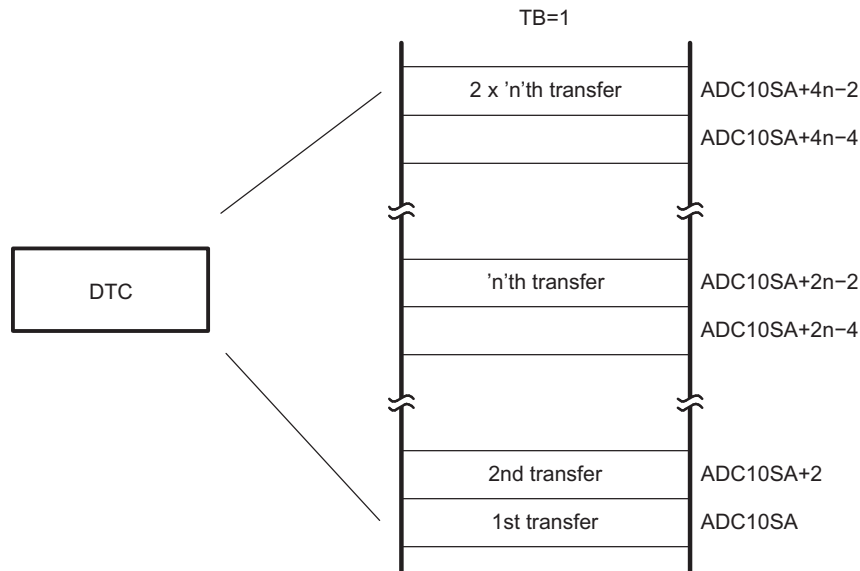 TB=1
2 x ’n’th transfer ADC10SA+4n−2
ADC10SA+4n−4
DTC
’n’th transfer ADC10SA+2n−2
ADC10SA+2n−4
2nd transfer ADC10SA+2
1st transfer ADC10SA